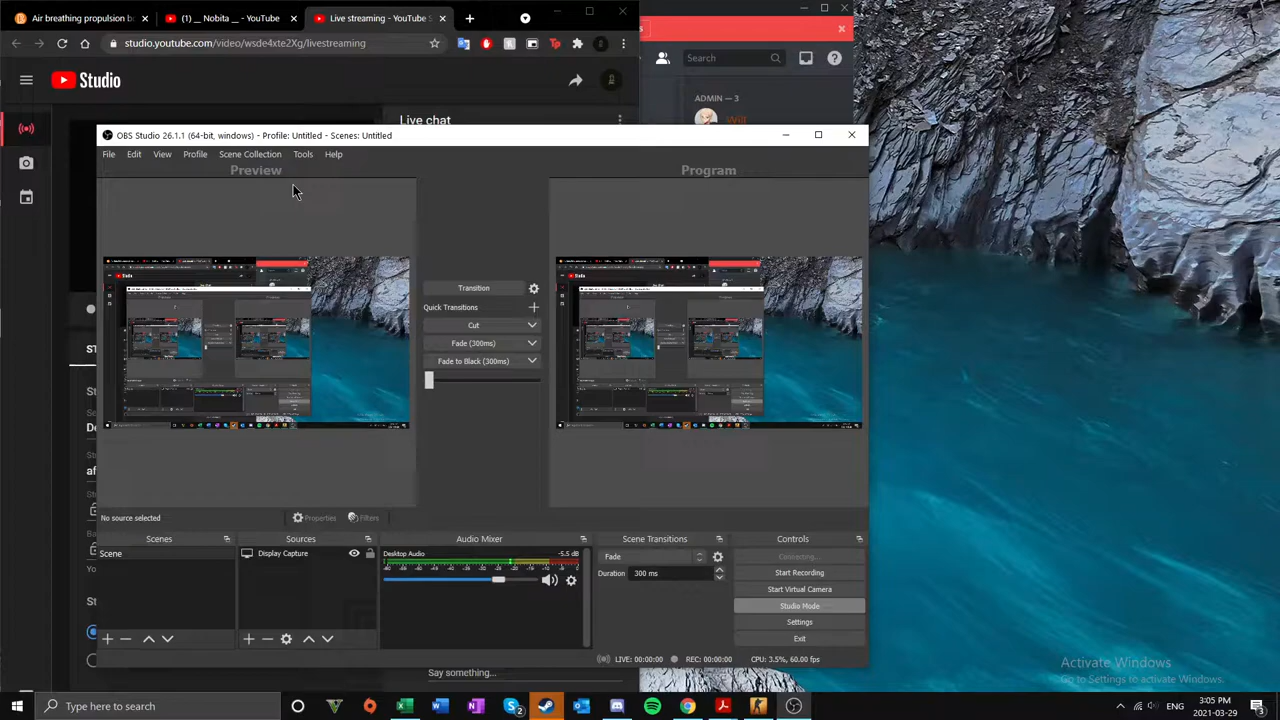 Air breathing propulsion b
(1) __ Nobita __ - YouTube
Live streaming - YouTube S
studio.youtube.com/video/wsde4xte2Xg/livestreaming
Search
Studio
ADMIN — 3
Will
Live chat
OBS Studio 26.1.1 (64-bit, windows) - Profile: Untitled - Scenes: Untitled
File Edit View Profile Scene Collection Tools Help
Preview
Program
Transition
Quick Transitions
Cut
Fade (300ms)
Fade to Black (300ms)
No source selected
Properties
Filters
Scenes
Sources
Audio Mixer
Scene Transitions
Controls
Scene
Display Capture
Desktop Audio
-5.5 dB
Fade
Duration
300 ms
Connecting...
Start Recording
Start Virtual Camera
Studio Mode
Settings
Exit
LIVE: 00:00:00
REC: 00:00:00
CPU: 3.5%, 60.00 fps
Say something...
Activate Windows
Go to Settings to activate Windows.
Type here to search
3:05 PM
2021-03-29